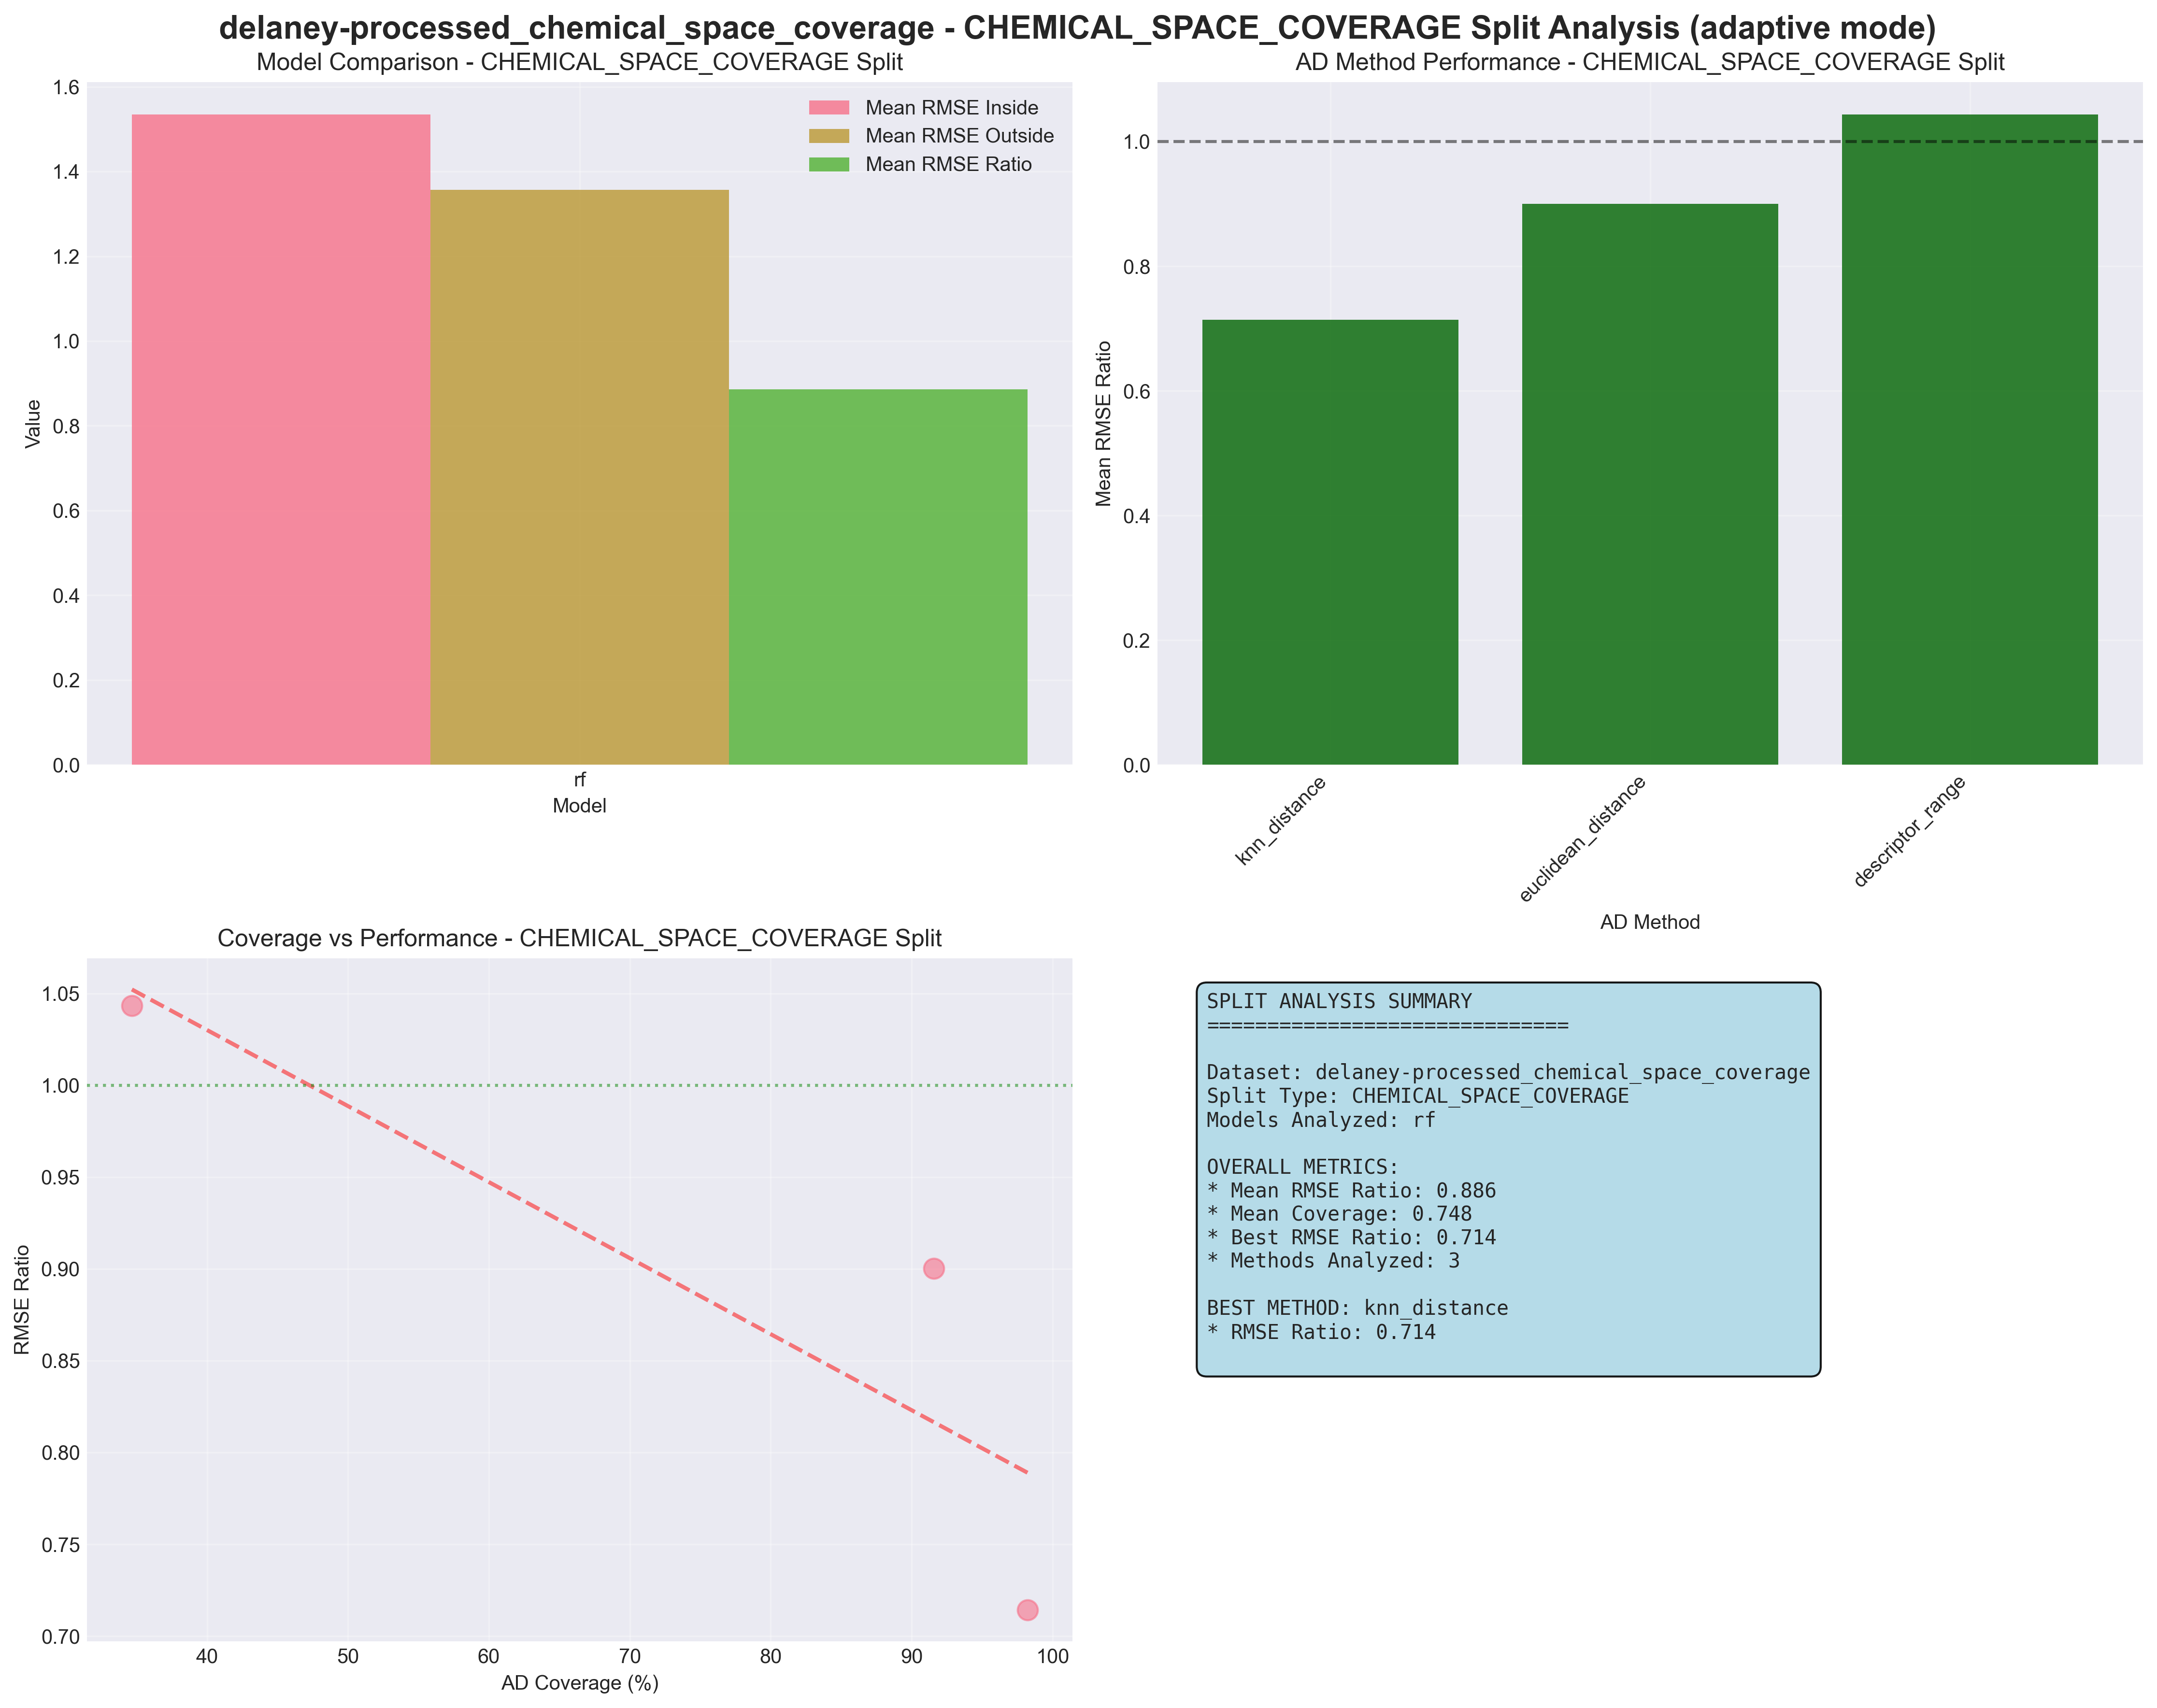 delaney-processed_chemical_space_coverage - CHEMICAL_SPACE_COVERAGE Split Analysis (adaptive mode)
Model Comparison - CHEMICAL_SPACE_COVERAGE Split
Value
1.6
1.4
1.2
1.0
0.8
0.6
0.4
0.2
0.0
Mean RMSE Inside
Mean RMSE Outside
Mean RMSE Ratio
rf
Model
AD Method Performance - CHEMICAL_SPACE_COVERAGE Split
Mean RMSE Ratio
1.0
0.8
0.6
0.4
0.2
0.0
knn_distance
euclidean_distance
descriptor_range
AD Method
Coverage vs Performance - CHEMICAL_SPACE_COVERAGE Split
RMSE Ratio
1.05
1.00
0.95
0.90
0.85
0.80
0.75
0.70
40
50
60
70
80
90
100
AD Coverage (%)
SPLIT ANALYSIS SUMMARY
==============================
Dataset: delaney-processed_chemical_space_coverage
Split Type: CHEMICAL_SPACE_COVERAGE
Models Analyzed: rf
OVERALL METRICS:
* Mean RMSE Ratio: 0.886
* Mean Coverage: 0.748
* Best RMSE Ratio: 0.714
* Methods Analyzed: 3
BEST METHOD: knn_distance
* RMSE Ratio: 0.714